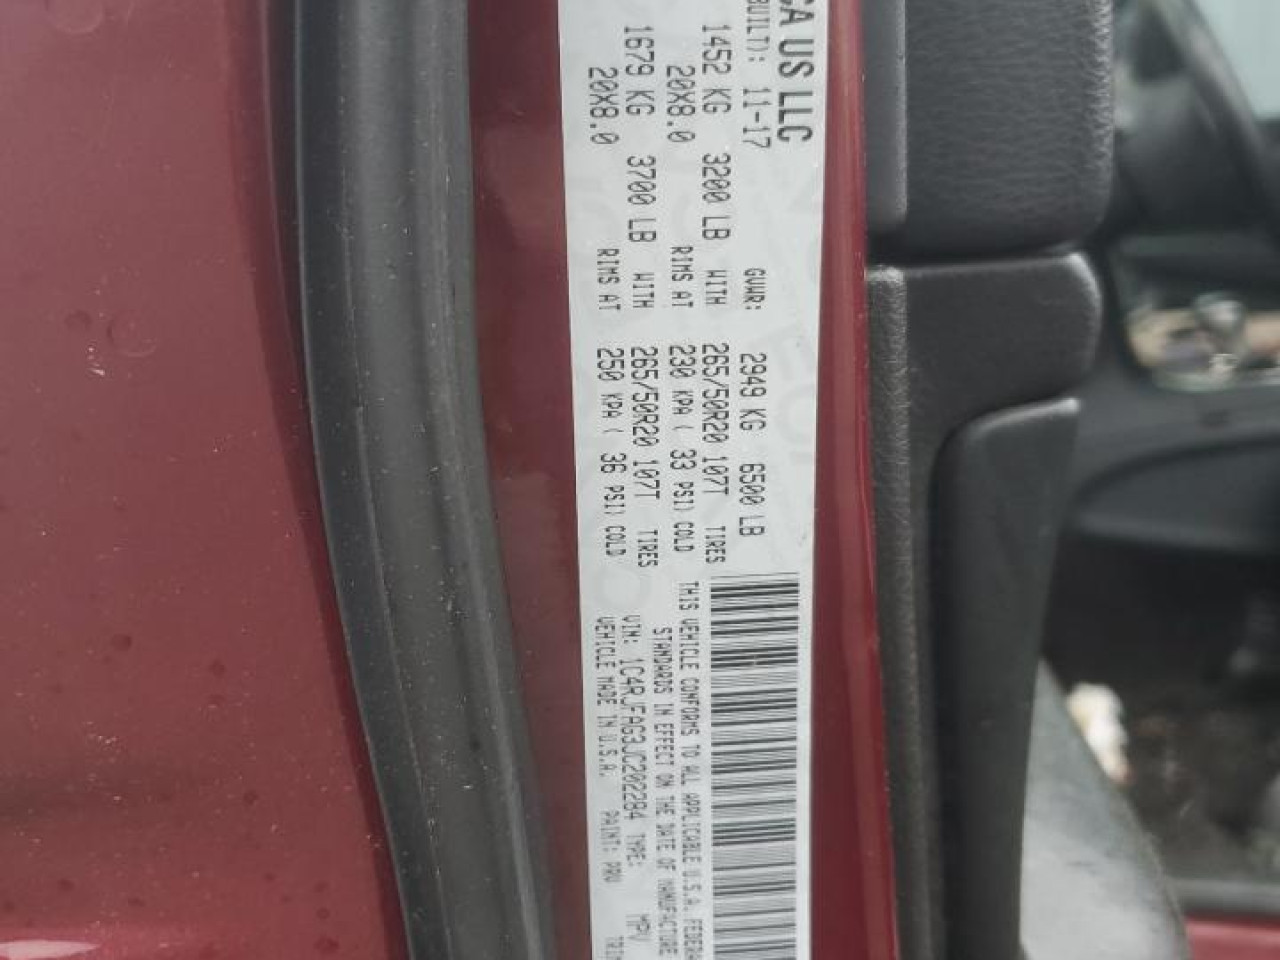 CA US LLC
BUILT): 11-17 GVWR: 2949 KG 6500 LB
1452 KG 3200 LB WITH 265/50R20 107T TIRES
20X8.0 RIMS AT 230 KPA ( 33 PSI) COLD
1679 KG 3700 LB WITH 265/50R20 107T TIRES
20X8.0 RIMS AT 250 KPA ( 36 PSI) COLD
THIS VEHICLE CONFORMS TO ALL APPLICABLE U.S.A. FEDERA
STANDARDS IN EFFECT ON THE DATE OF MANUFACTURE
VIN: 1C4RJFAG3JC202284 TYPE: MPV
VEHICLE MADE IN U.S.A. PAINT: PRV TRI